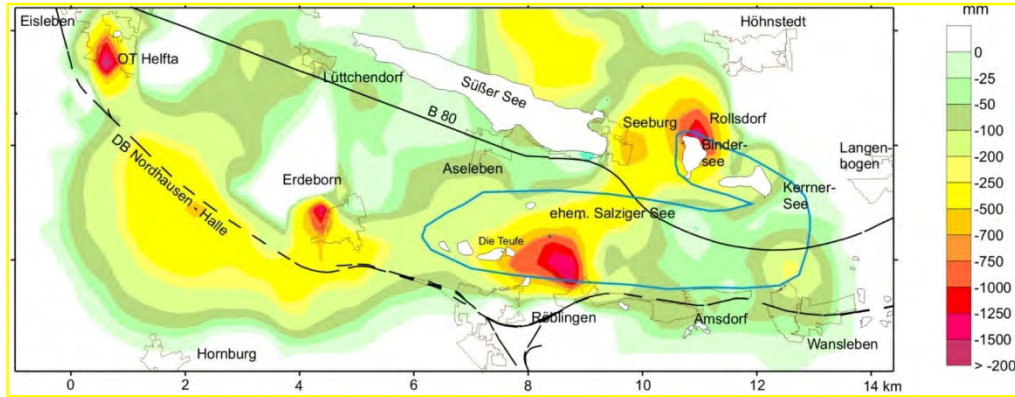 mm
Eisleben
OT Helfta
Lüttchendorf
Süßer See
Höhnstedt
B 80
Seeburg
Rollsdorf
Binder-
see
Langen-
bogen
Aseleben
Kerrner-
See
DB Nordhausen - Halle
Erdeborn
ehem. Salziger See
Die Teufe
Röblingen
Amsdorf
Wansleben
Hornburg
0
-25
-50
-100
-200
-500
-700
-1000
-1250
-1500
> -200
0 2 4 6 8 10 12 14 km